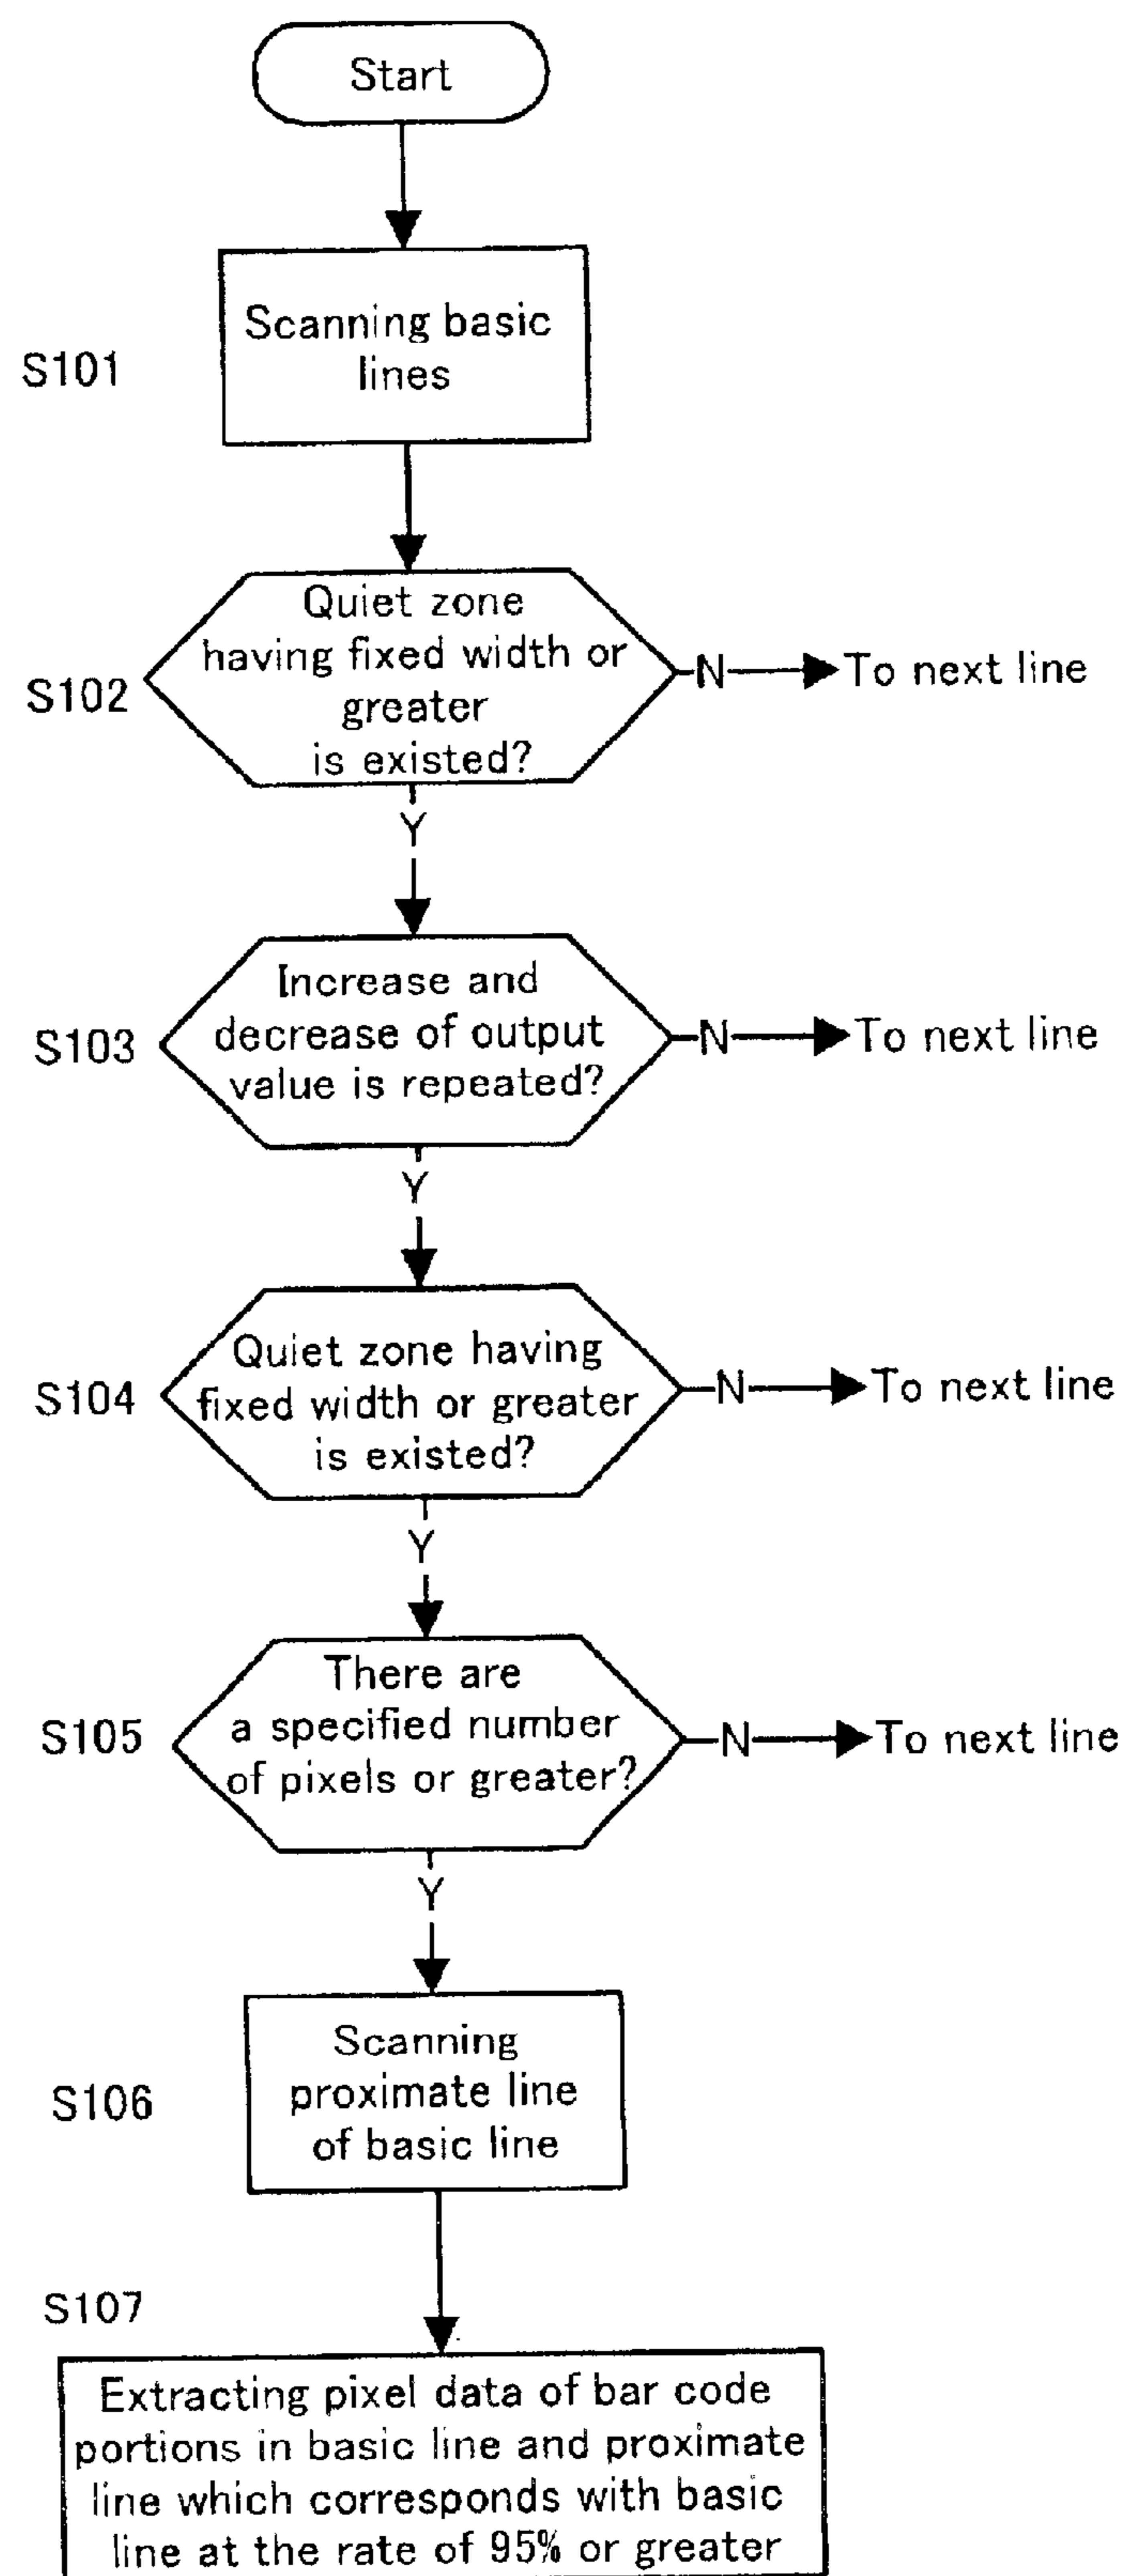 Start
S101
Scanning basic
lines
S102
Quiet zone
having fixed width or
greater
is existed?
N
To next line
Y
S103
Increase and
decrease of output
value is repeated?
N
To next line
Y
S104
Quiet zone having
fixed width or greater
is existed?
N
To next line
Y
S105
There are
a specified number
of pixels or greater?
N
To next line
Y
S106
Scanning
proximate line
of basic line
S107
Extracting pixel data of bar code
portions in basic line and proximate
line which corresponds with basic
line at the rate of 95% or greater